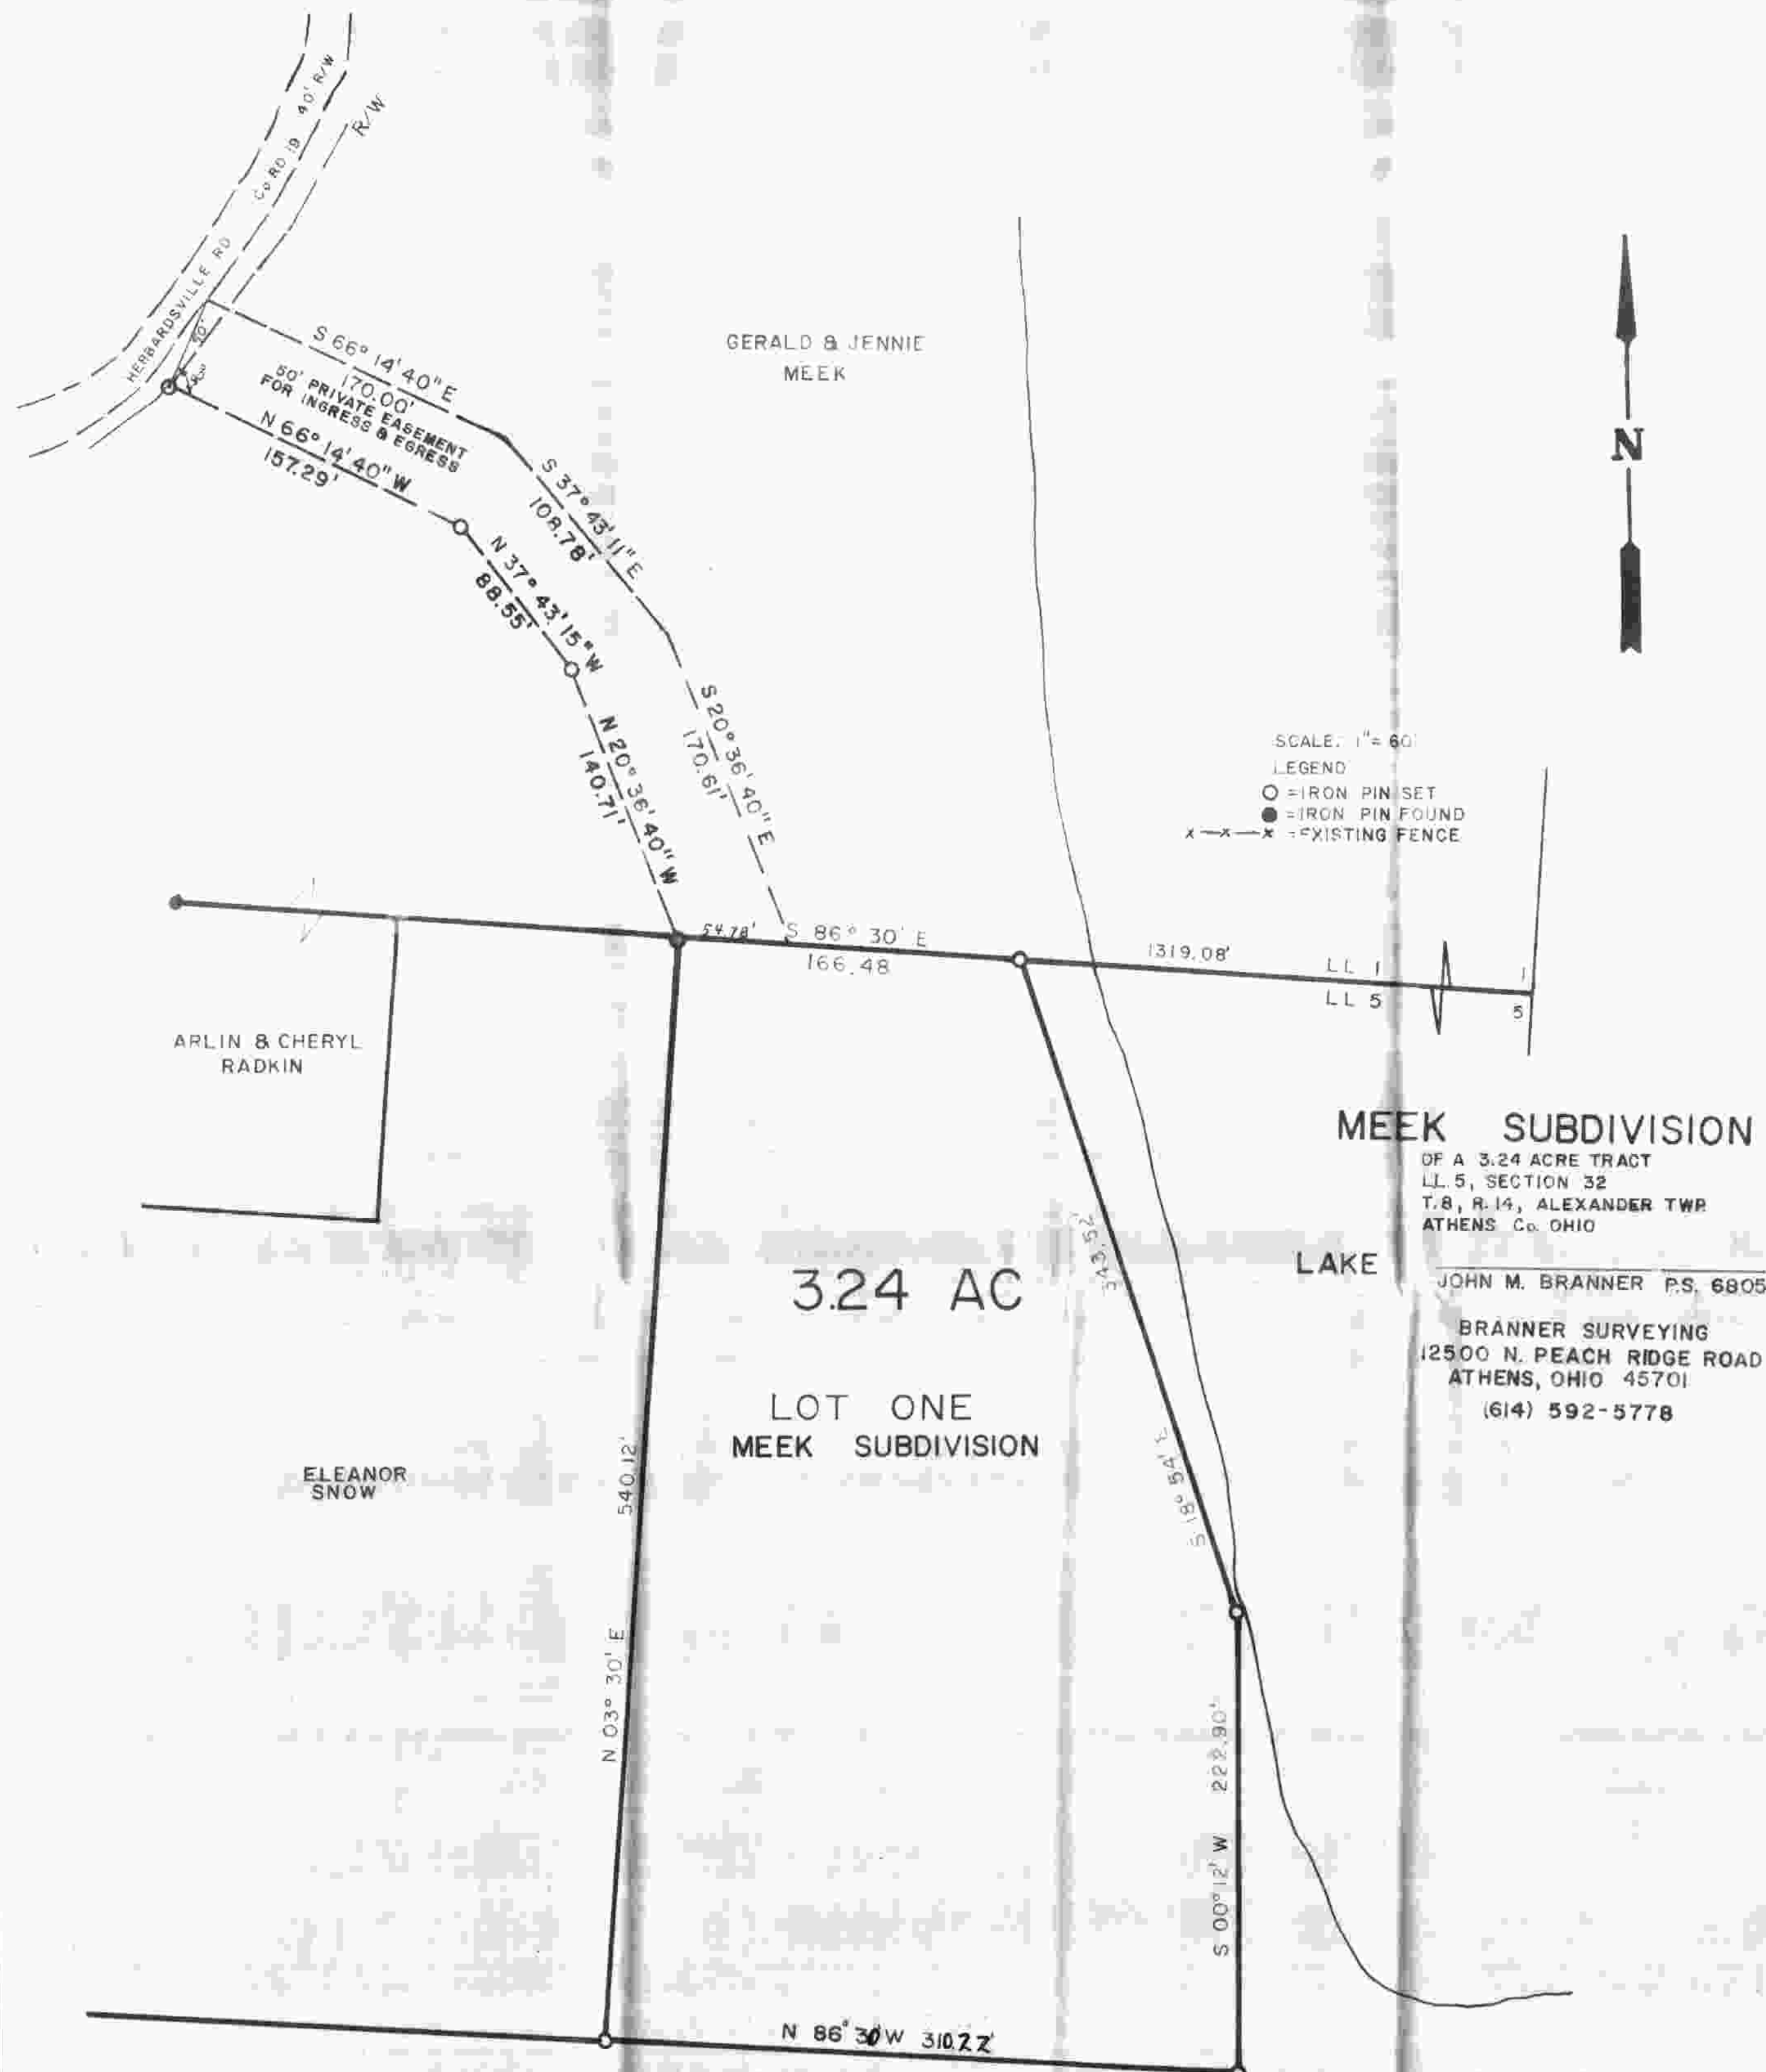 40' R/W
Co RD 19
R/W
HEBBARDSVILLE RD
50'
S 66° 14' 40" E
170.00'
50' PRIVATE EASEMENT
FOR INGRESS & EGRESS
N 66° 14' 40" W
157.29'
S 37° 43' 11" E
108.78'
N 37° 43' 15" W
88.55'
S 20° 36' 40" E
170.61'
N 20° 36' 40" W
140.71'
GERALD & JENNIE
MEEK
N
SCALE: 1" = 60'
LEGEND
O = IRON PIN SET
● = IRON PIN FOUND
x—x—x = EXISTING FENCE
54.78' S 86° 30' E
166.48
1319.08'
LL 1
LL 5
1
5
ARLIN & CHERYL
RADKIN
MEEK SUBDIVISION
OF A 3.24 ACRE TRACT
LL 5, SECTION 32
T.8, R.14, ALEXANDER TWP.
ATHENS Co. OHIO
JOHN M. BRANNER P.S. 6805
BRANNER SURVEYING
12500 N. PEACH RIDGE ROAD
ATHENS, OHIO 45701
(614) 592-5778
LAKE
3.24 AC
LOT ONE
MEEK SUBDIVISION
ELEANOR
SNOW
N 03° 30' E 540.12'
S 18° 54' E 343.52'
S 00° 12' W 222.90'
N 86° 30' W 310.22'